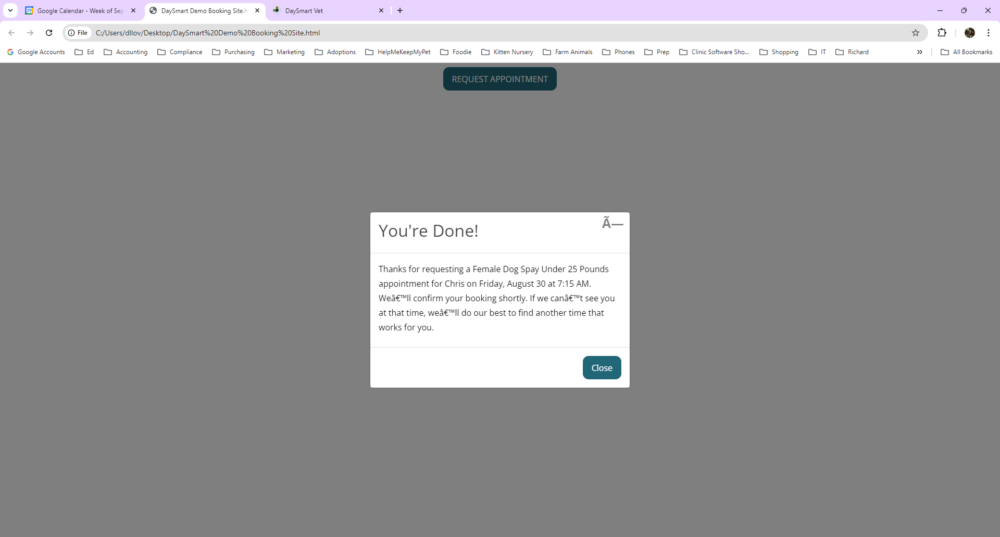 Google Calendar - Week of Sep
DaySmart Demo Booking Site.h
DaySmart Vet
File
C:/Users/dllov/Desktop/DaySmart%20Demo%20Booking%20Site.html
Google Accounts
Ed
Accounting
Compliance
Purchasing
Marketing
Adoptions
HelpMeKeepMyPet
Foodie
Kitten Nursery
Farm Animals
Phones
Prep
Clinic Software Sho...
Shopping
IT
Richard
All Bookmarks
REQUEST APPOINTMENT
You're Done!
Ã—
Thanks for requesting a Female Dog Spay Under 25 Pounds
appointment for Chris on Friday, August 30 at 7:15 AM.
Weâ€™ll confirm your booking shortly. If we canâ€™t see you
at that time, weâ€™ll do our best to find another time that
works for you.
Close